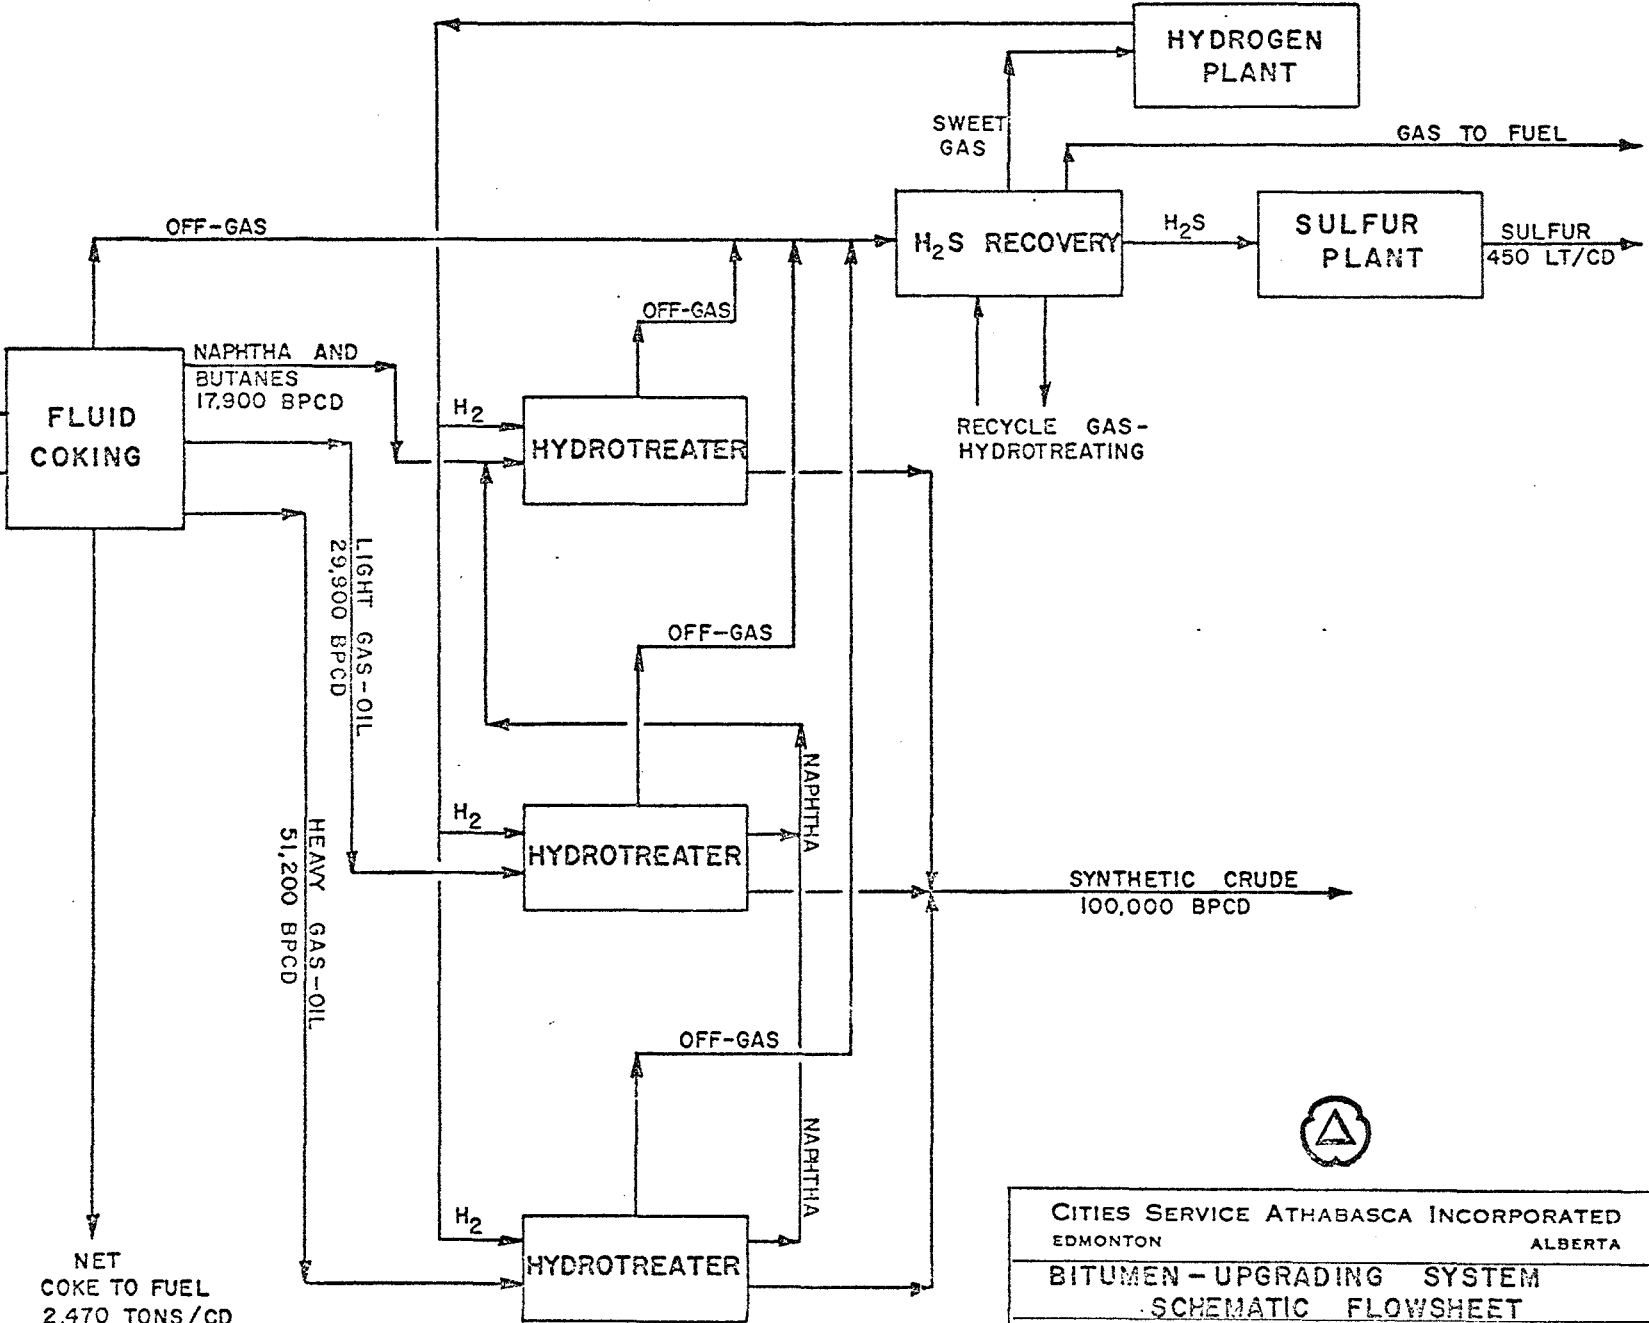 HYDROGEN
PLANT
SWEET
GAS
GAS TO FUEL
OFF-GAS
H2S RECOVERY
H2S
SULFUR
PLANT
SULFUR
450 LT/CD
OFF-GAS
NAPHTHA AND
BUTANES
17,900 BPCD
FLUID
COKING
H2
HYDROTREATER
RECYCLE GAS-
HYDROTREATING
LIGHT GAS-OIL
29,900 BPCD
OFF-GAS
NAPHTHA
H2
HYDROTREATER
HEAVY GAS-OIL
51,200 BPCD
SYNTHETIC CRUDE
100,000 BPCD
OFF-GAS
NAPHTHA
H2
HYDROTREATER
NET
COKE TO FUEL
2,470 TONS/CD
CITIES SERVICE ATHABASCA INCORPORATED
EDMONTON ALBERTA
BITUMEN-UPGRADING SYSTEM
SCHEMATIC FLOWSHEET